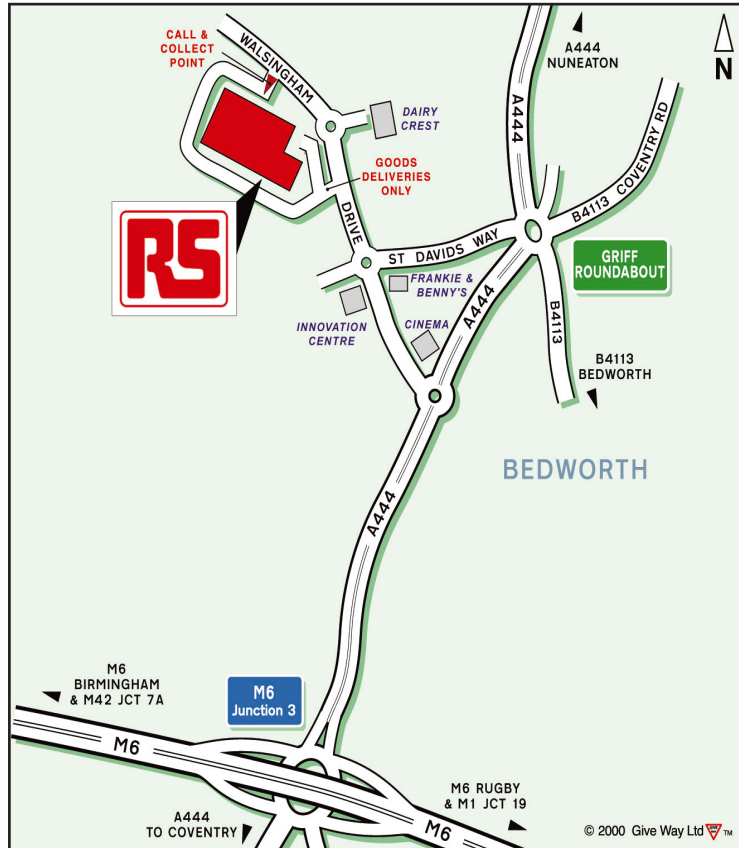 CALL &
COLLECT
POINT
WALSINGHAM
DAIRY
CREST
GOODS
DELIVERIES
ONLY
DRIVE
RS
A444
NUNEATON
N
A444
B4113 COVENTRY RD
ST DAVIDS WAY
GRIFF
ROUNDABOUT
FRANKIE &
BENNY'S
A444
INNOVATION
CENTRE
CINEMA
B4113
B4113
BEDWORTH
BEDWORTH
A444
M6
BIRMINGHAM
& M42 JCT 7A
M6
Junction 3
M6
M6 RUGBY
& M1 JCT 19
A444
TO COVENTRY
M6
© 2000 Give Way Ltd TM